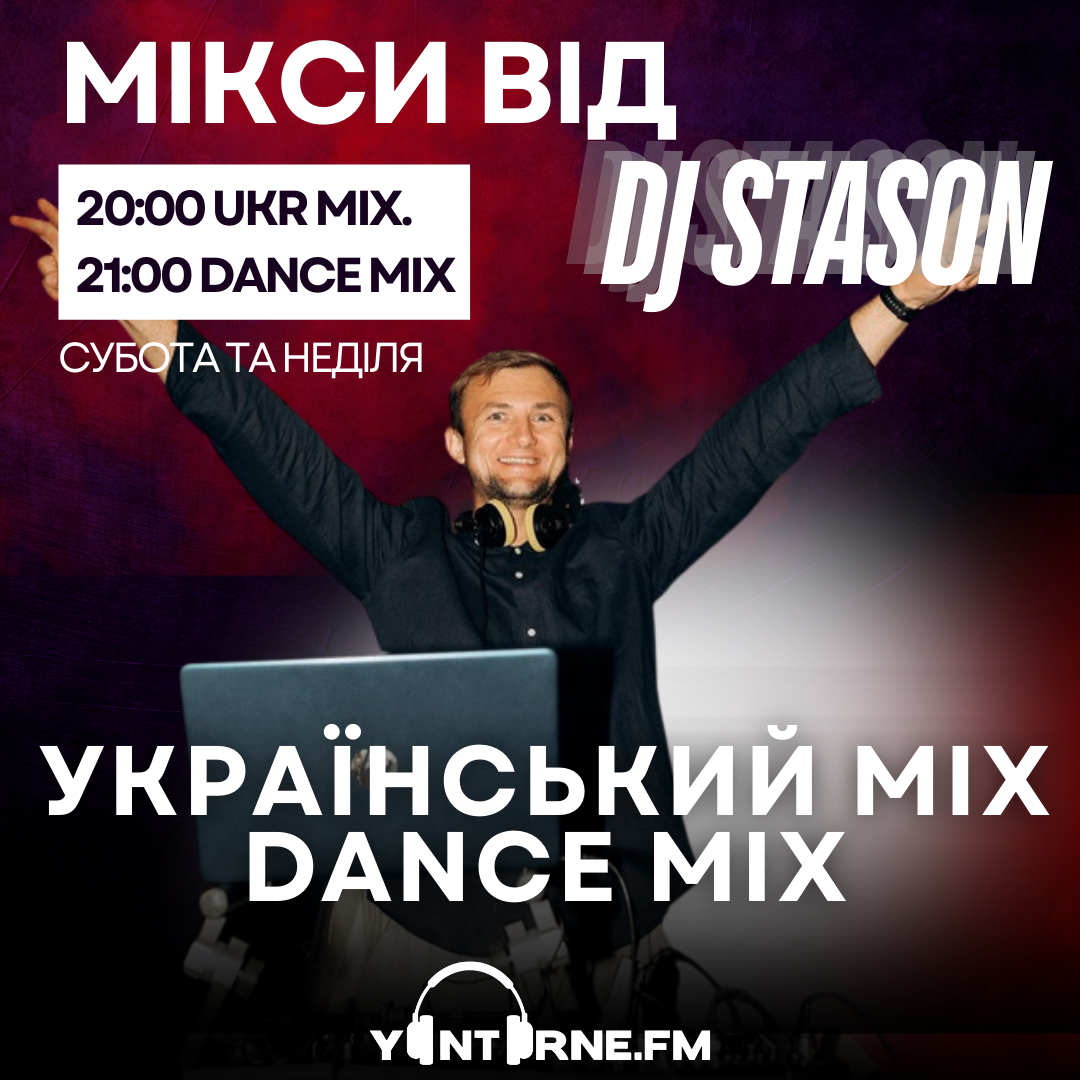 МІКСИ ВІД
DJ STASON
20:00 UKR MIX.
21:00 DANCE MIX
СУБОТА ТА НЕДІЛЯ
УКРАЇНСЬКИЙ MIX
DANCE MIX
YANTARNE.FM